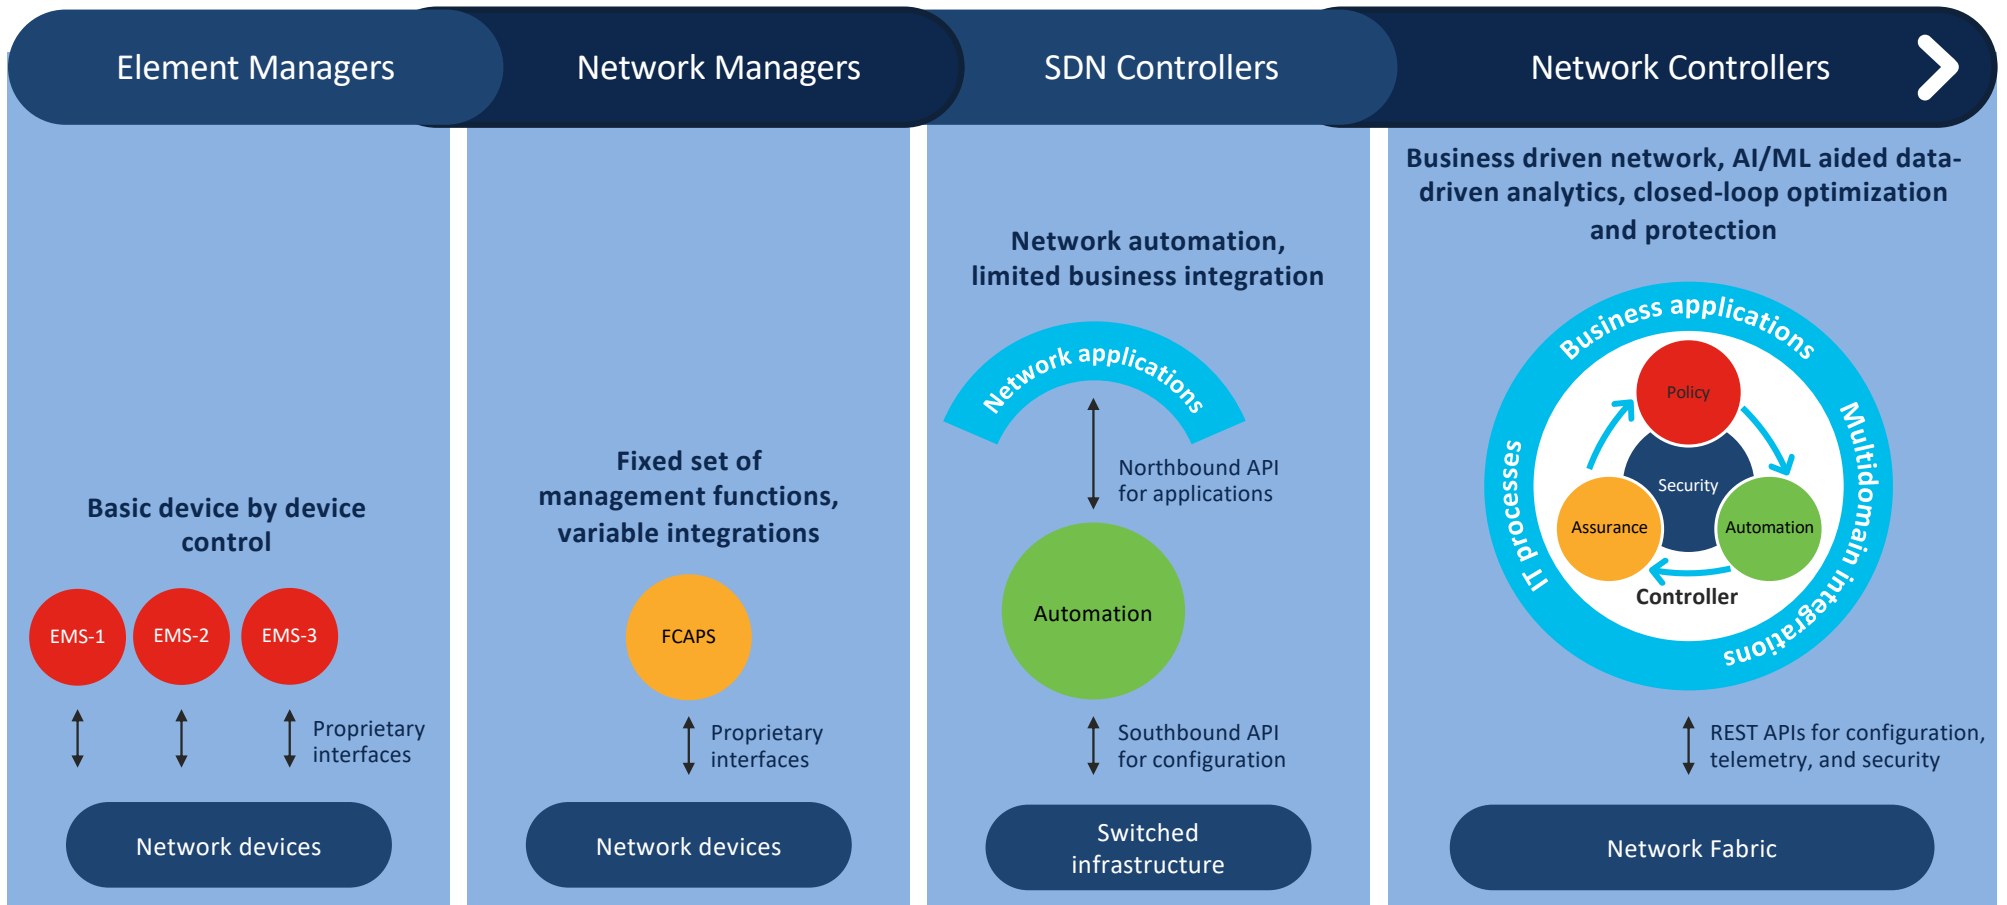 Element Managers
Network Managers
SDN Controllers
Network Controllers
Basic device by device
control
EMS-1
EMS-2
EMS-3
Proprietary
interfaces
Network devices
Fixed set of
management functions,
variable integrations
FCAPS
Proprietary
interfaces
Network devices
Network automation,
limited business integration
Network applications
Northbound API
for applications
Automation
Southbound API
for configuration
Switched
infrastructure
Business driven network, AI/ML aided data-
driven analytics, closed-loop optimization
and protection
Business applications
Multidomain integrations
IT processes
Policy
Security
Assurance
Automation
Controller
REST APIs for configuration,
telemetry, and security
Network Fabric